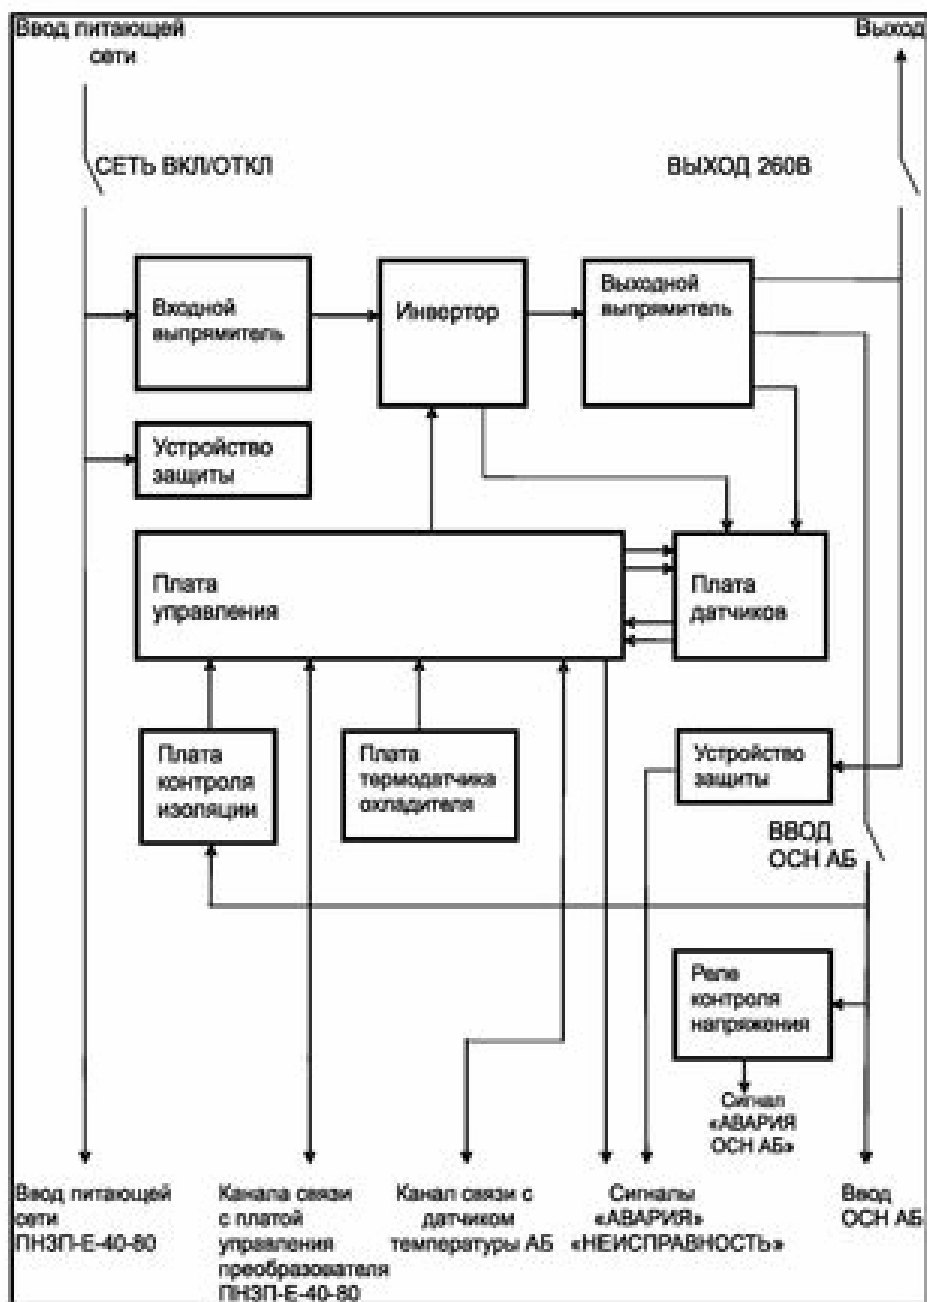 Ввод питающей
сети
Выход
СЕТЬ ВКЛ/ОТКЛ
ВЫХОД 260В
Входной
выпрямитель
Инвертор
Выходной
выпрямитель
Устройство
защиты
Плата
управления
Плата
датчиков
Плата
контроля
изоляции
Плата
термодатчика
охладителя
Устройство
защиты
ВВОД
ОСН АБ
Реле
контроля
напряжения
Сигнал
«АВАРИЯ
ОСН АБ»
Ввод питающей
сети
ПНЗП-Е-40-80
Канала связи
с платой
управления
преобразователя
ПНЗП-Е-40-80
Канал связи с
датчиком
температуры АБ
Сигналы
«АВАРИЯ»
«НЕИСПРАВНОСТЬ»
Ввод
ОСН АБ